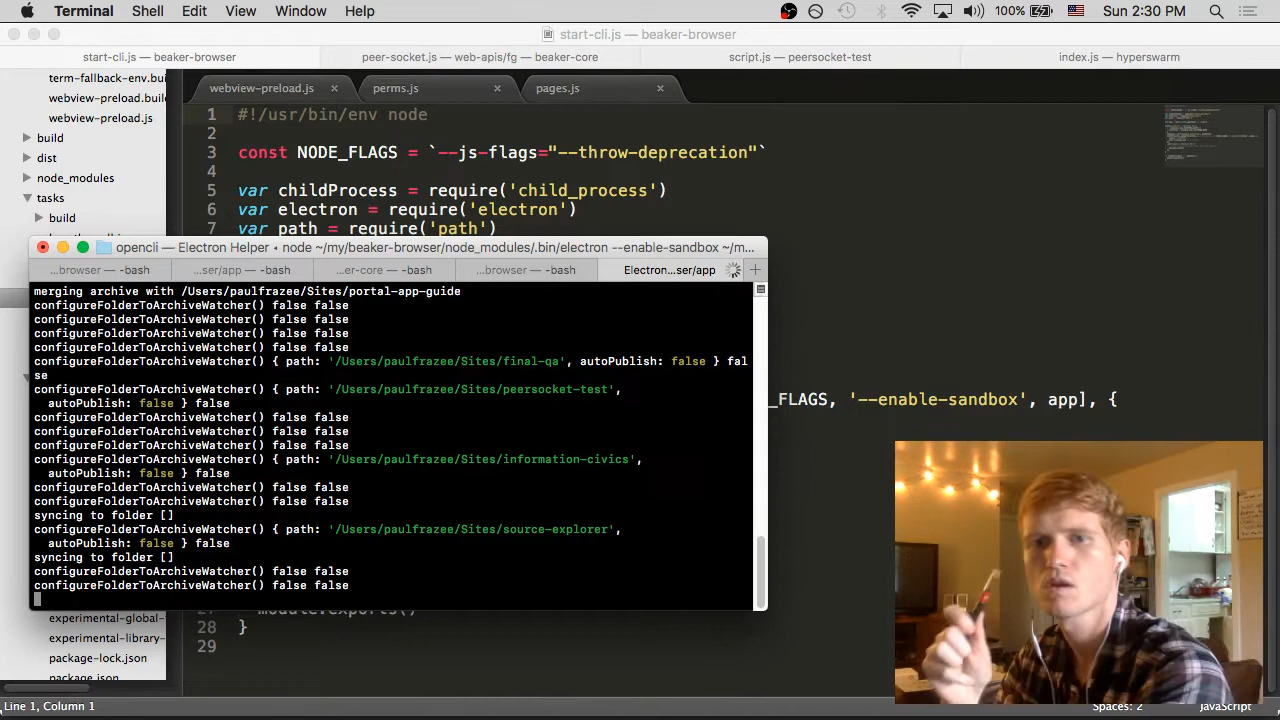 Terminal Shell Edit View Window Help 100% Sun 2:30 PM
start-cli.js — beaker-browser
start-cli.js — beaker-browser peer-socket.js — web-apis/fg — beaker-core script.js — peersocket-test index.js — hyperswarm
term-fallback-env.bui
webview-preload.build
webview-preload.js
build
dist
node_modules
tasks
build
webview-preload.js × perms.js × pages.js ×
1 #!/usr/bin/env node
2
3 const NODE_FLAGS = `--js-flags="--throw-deprecation"`
4
5 var childProcess = require('child_process')
6 var electron = require('electron')
7 var path = require('path')
opencli — Electron Helper ◂ node ~/my/beaker-browser/node_modules/.bin/electron --enable-sandbox ~/m...
...browser — -bash ...ser/app — -bash ...er-core — -bash ...browser — -bash Electron...ser/app +
merging archive with /Users/paulfrazee/Sites/portal-app-guide
configureFolderToArchiveWatcher() false false
configureFolderToArchiveWatcher() false false
configureFolderToArchiveWatcher() false false
configureFolderToArchiveWatcher() false false
configureFolderToArchiveWatcher() { path: '/Users/paulfrazee/Sites/final-qa', autoPublish: false } fal
se
configureFolderToArchiveWatcher() { path: '/Users/paulfrazee/Sites/peersocket-test',
autoPublish: false } false
configureFolderToArchiveWatcher() false false
configureFolderToArchiveWatcher() false false
configureFolderToArchiveWatcher() false false
configureFolderToArchiveWatcher() { path: '/Users/paulfrazee/Sites/information-civics',
autoPublish: false } false
configureFolderToArchiveWatcher() false false
configureFolderToArchiveWatcher() false false
syncing to folder []
configureFolderToArchiveWatcher() { path: '/Users/paulfrazee/Sites/source-explorer',
autoPublish: false } false
syncing to folder []
configureFolderToArchiveWatcher() false false
configureFolderToArchiveWatcher() false false
_FLAGS, '--enable-sandbox', app], {
module.exports()
28 }
29
experimental-global-
experimental-library-
package-lock.json
package.json
Line 1, Column 1 Spaces: 2 JavaScript